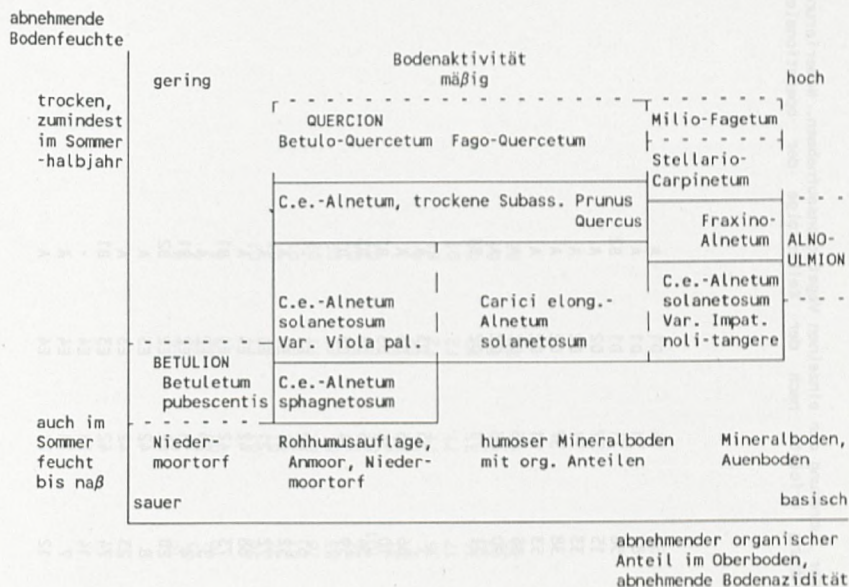 abnehmende
Bodenfeuchte
Bodenaktivität
gering mäßig hoch
trocken,
zumindest
im Sommer
-halbjahr
QUERCION
Betulo-Quercetum Fago-Quercetum
Milio-Fagetum
Stellario-
Carpinetum
C.e.-Alnetum, trockene Subass. Prunus
Quercus
Fraxino-
Alnetum
ALNO-
ULMION
C.e.-Alnetum
solanetosum
Var. Viola pal.
Carici elong.-
Alnetum
solanetosum
C.e.-Alnetum
solanetosum
Var. Impat.
noli-tangere
BETULION
Betuletum
pubescentis
C.e.-Alnetum
sphagnetosum
auch im
Sommer
feucht
bis naß
Nieder-
moortorf
Rohhumusauflage,
Anmoor, Nieder-
moortorf
humoser Mineralboden
mit org. Anteilen
Mineralboden,
Auenboden
sauer basisch
abnehmender organischer
Anteil im Oberboden,
abnehmende Bodenazidität